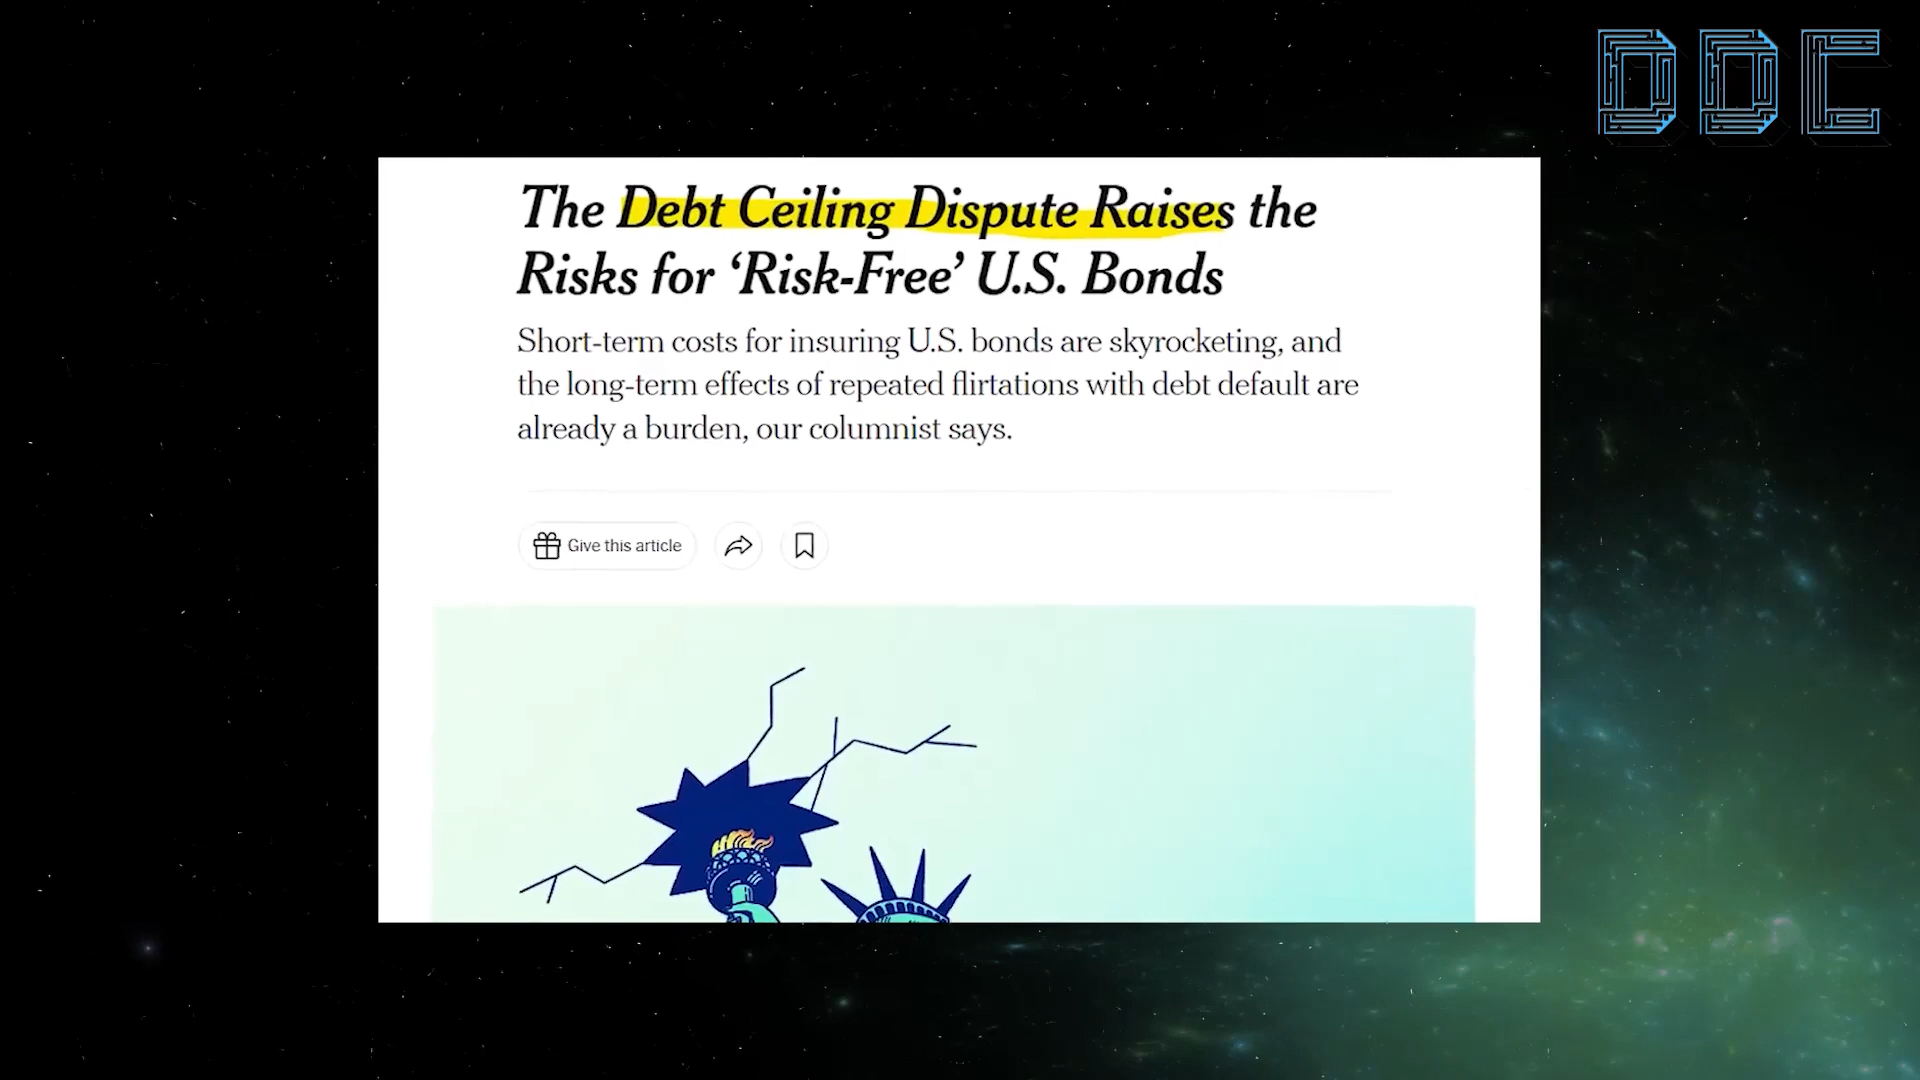 DDC
The Debt Ceiling Dispute Raises the
Risks for ‘Risk-Free’ U.S. Bonds
Short-term costs for insuring U.S. bonds are skyrocketing, and
the long-term effects of repeated flirtations with debt default are
already a burden, our columnist says.
Give this article